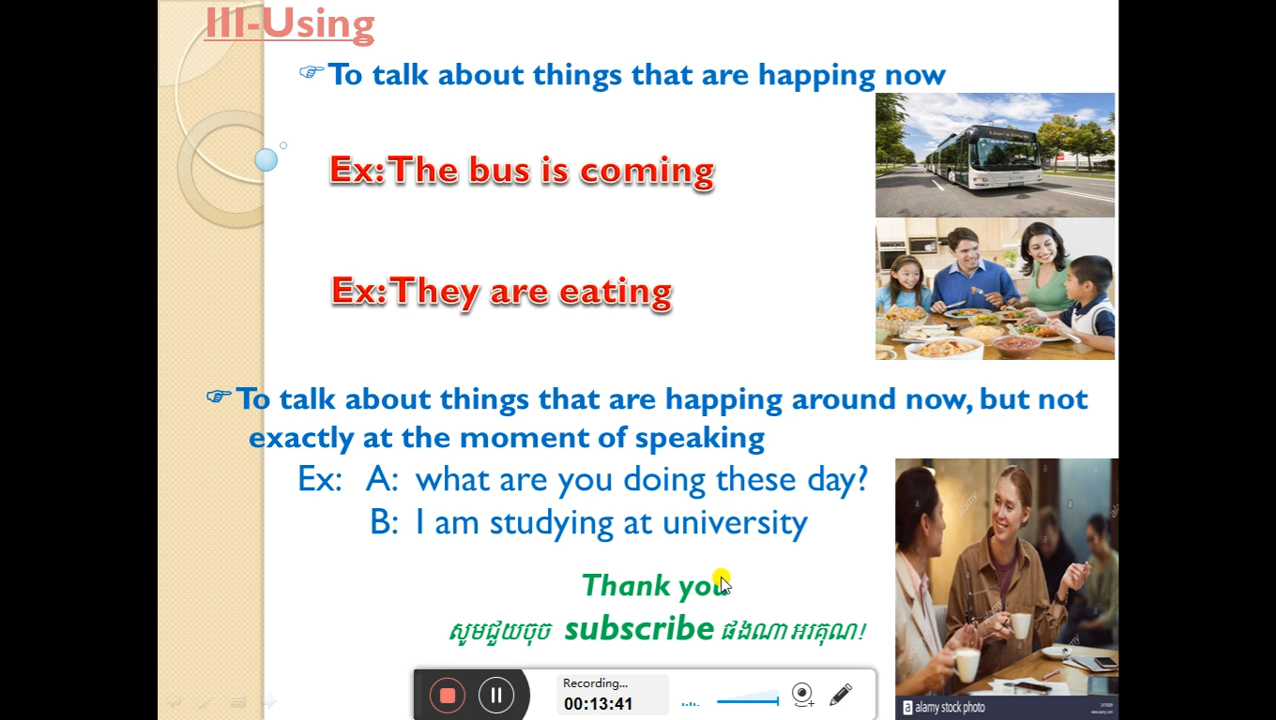 III-Using
☞To talk about things that are happing now
Ex: The bus is coming
Ex: They are eating
☞To talk about things that are happing around now, but not
exactly at the moment of speaking
Ex: A: what are you doing these day?
B: I am studying at university
Thank you
សូមជួយចុច subscribe ផងណា អរគុណ!
Recording...
00:13:41
a alamy stock photo